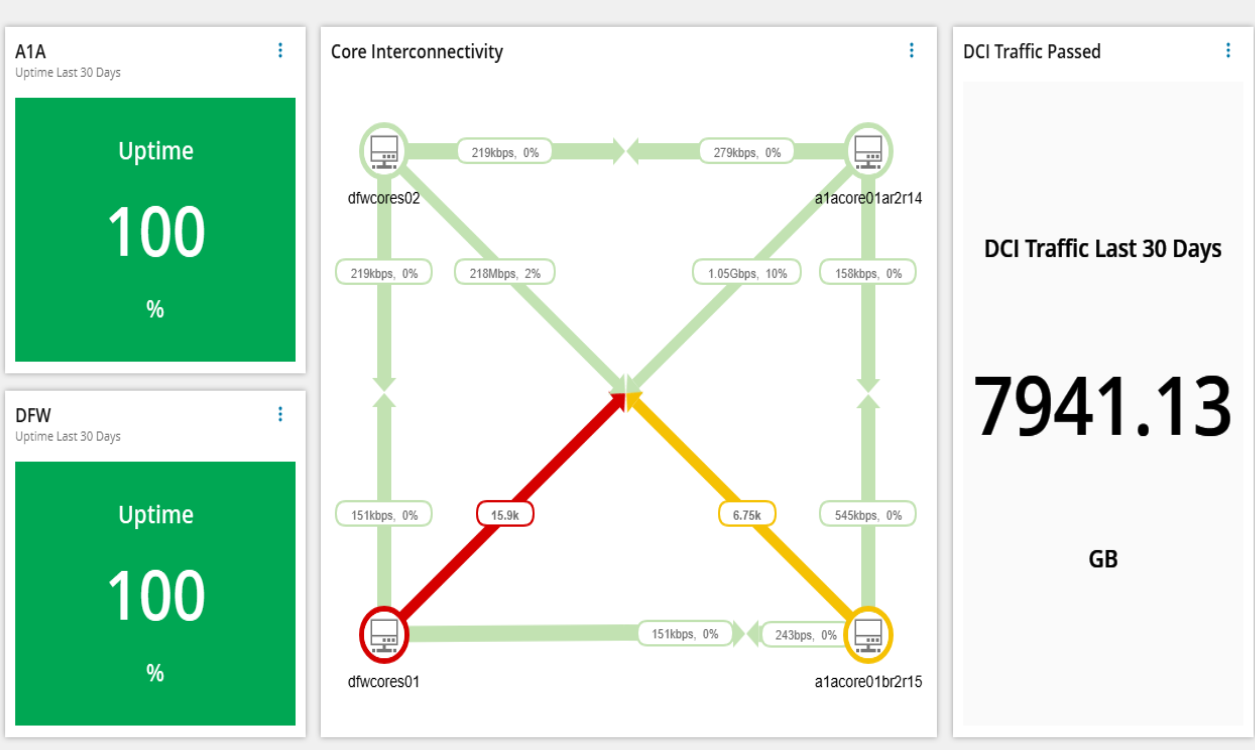 A1A
Uptime Last 30 Days
Uptime
100
%
DFW
Uptime Last 30 Days
Uptime
100
%
Core Interconnectivity
219kbps, 0%
279kbps, 0%
dfwcores02
a1acore01ar2r14
219kbps, 0%
218Mbps, 2%
1.05Gbps, 10%
158kbps, 0%
151kbps, 0%
15.9k
6.75k
545kbps, 0%
151kbps, 0%
243bps, 0%
dfwcores01
a1acore01br2r15
DCI Traffic Passed
DCI Traffic Last 30 Days
7941.13
GB